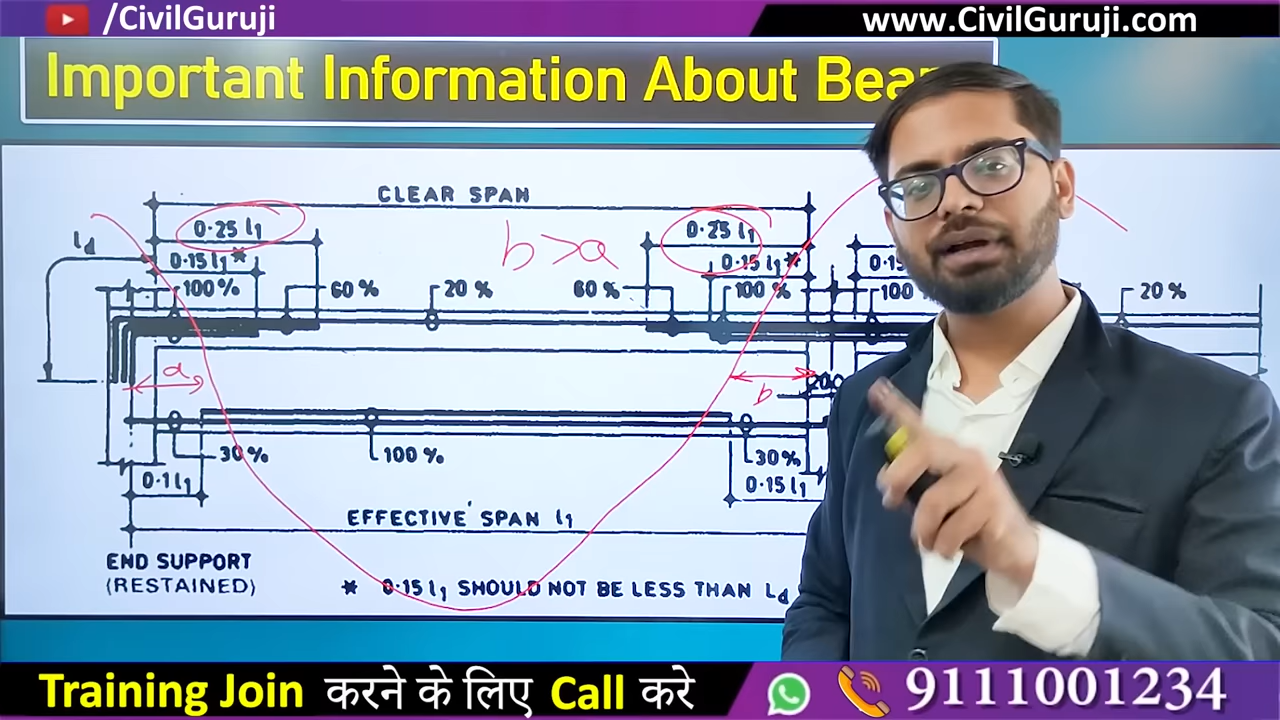 /CivilGuruji
www.CivilGuruji.com
Important Information About Bea
CLEAR SPAN
0.25 l₁
0.25 l₁
b>a
ld
0.15 l₁*
0.15 l₁*
100%
60%
20%
60%
100%
100
20%
a
b
30%
100%
30%
0.1 l₁
0.15 l₁
EFFECTIVE SPAN l₁
END SUPPORT
(RESTAINED)
* 0.15 l₁ SHOULD NOT BE LESS THAN Ld
Training Join करने के लिए Call करे
9111001234